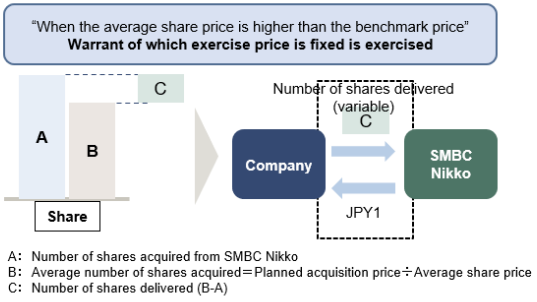 “When the average share price is higher than the benchmark price”
Warrant of which exercise price is fixed is exercised
C
Number of shares delivered
(variable)
C
A
B
Company
SMBC
Nikko
JPY1
Share
A: Number of shares acquired from SMBC Nikko
B: Average number of shares acquired＝Planned acquisition price÷Average share price
C: Number of shares delivered (B-A)